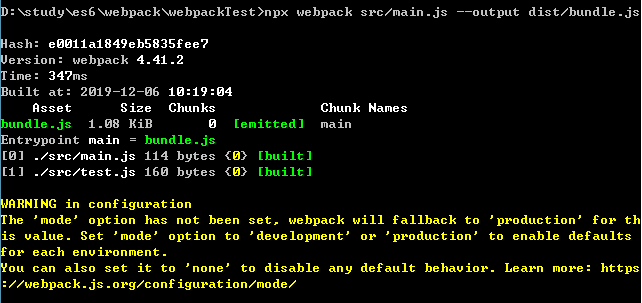 D:\study\es6\webpack\webpackTest>npx webpack src/main.js --output dist/bundle.js
Hash: e0011a1849eb5835fee7
Version: webpack 4.41.2
Time: 347ms
Built at: 2019-12-06 10:19:04
Asset Size Chunks Chunk Names
bundle.js 1.08 KiB 0 [emitted] main
Entrypoint main = bundle.js
[0] ./src/main.js 114 bytes {0} [built]
[1] ./src/test.js 160 bytes {0} [built]
WARNING in configuration
The 'mode' option has not been set, webpack will fallback to 'production' for th
is value. Set 'mode' option to 'development' or 'production' to enable defaults
for each environment.
You can also set it to 'none' to disable any default behavior. Learn more: https
://webpack.js.org/configuration/mode/